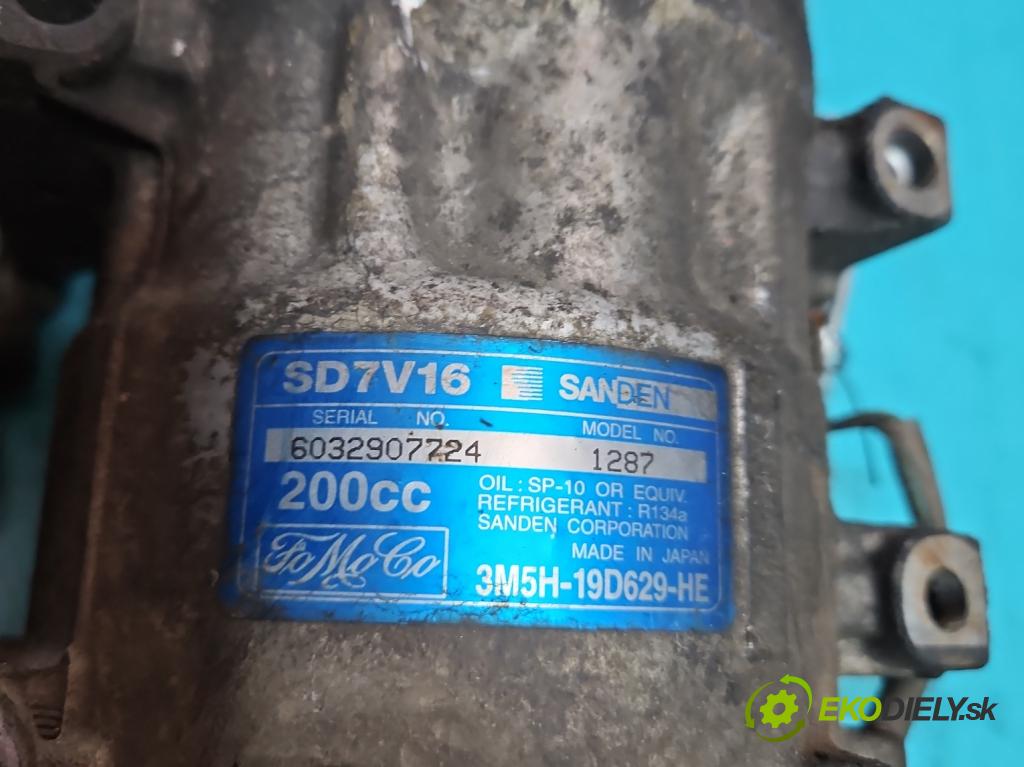 SD7V16 SANDEN
SERIAL NO. MODEL NO.
6032907724 1287
200cc
OIL : SP-10 OR EQUIV.
REFRIGERANT : R134a
SANDEN CORPORATION
MADE IN JAPAN
FoMoCo
3M5H-19D629-HE
EKODIELY.sk